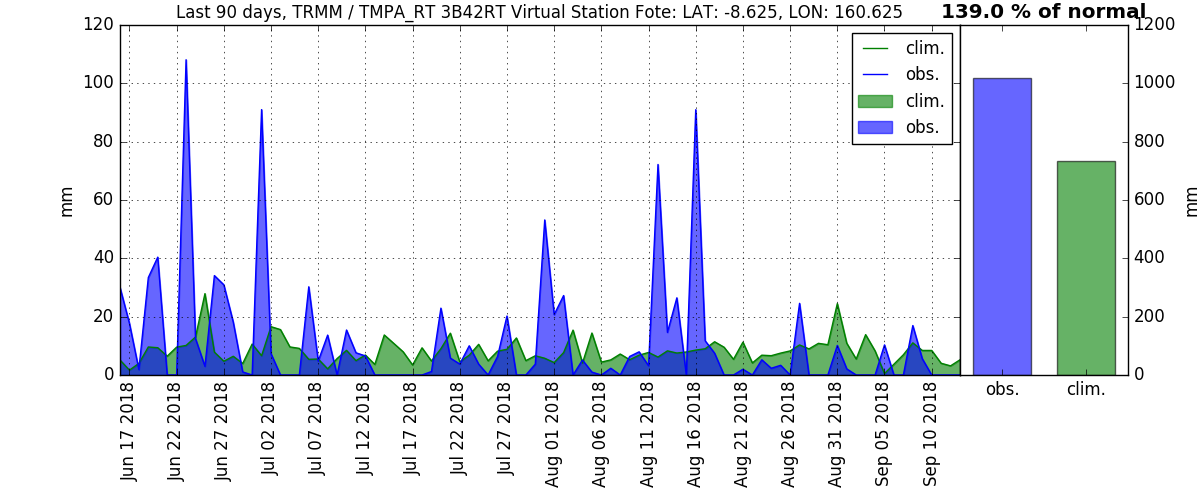 Last 90 days, TRMM / TMPA_RT 3B42RT Virtual Station Fote: LAT: -8.625, LON: 160.625
139.0 % of normal
120
100
80
60
40
20
0
mm
clim.
obs.
clim.
obs.
1200
1000
800
600
400
200
0
mm
Jun 17 2018
Jun 22 2018
Jun 27 2018
Jul 02 2018
Jul 07 2018
Jul 12 2018
Jul 17 2018
Jul 22 2018
Jul 27 2018
Aug 01 2018
Aug 06 2018
Aug 11 2018
Aug 16 2018
Aug 21 2018
Aug 26 2018
Aug 31 2018
Sep 05 2018
Sep 10 2018
obs.
clim.